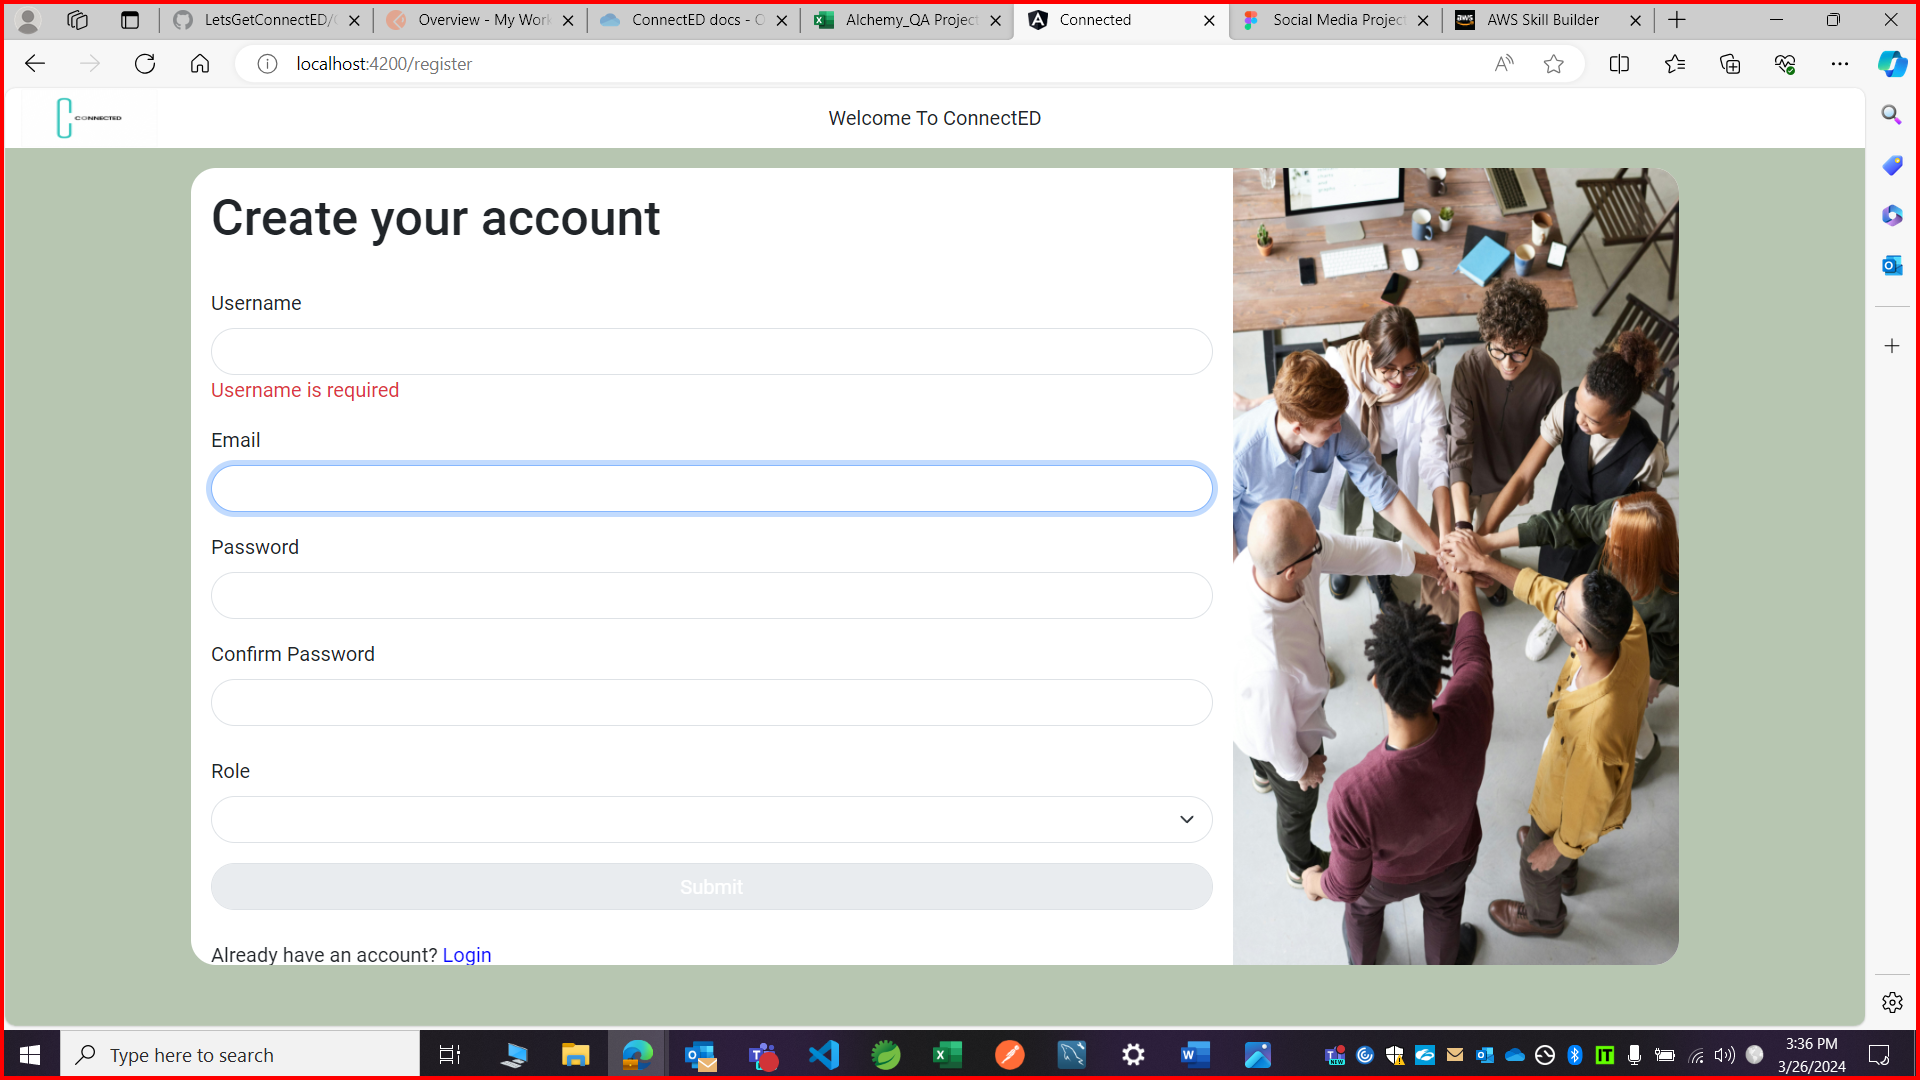 LetsGetConnectED/
Overview - My Work
ConnectED docs - O
Alchemy_QA Project
Connected
Social Media Project
AWS Skill Builder
localhost:4200/register
CONNECTED
Welcome To ConnectED
Create your account
Username
Username is required
Email
Password
Confirm Password
Role
Submit
Already have an account? Login
Type here to search
3:36 PM
3/26/2024